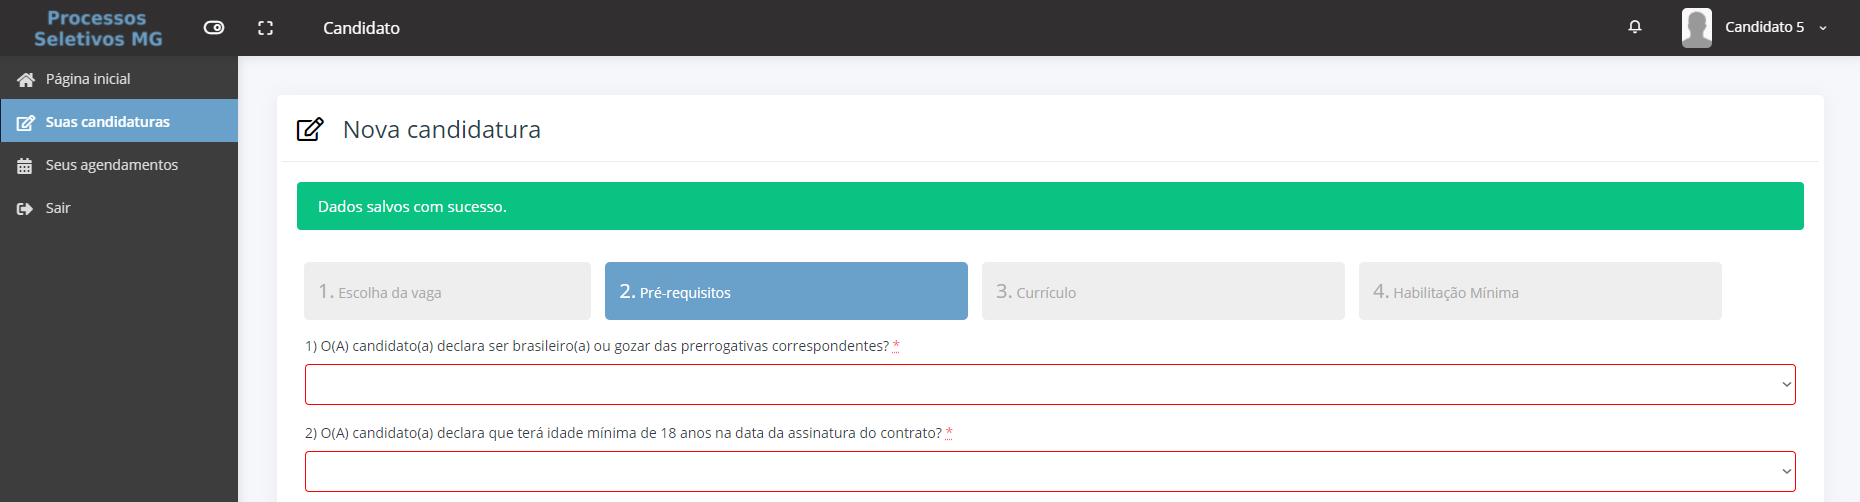 Processos
Seletivos MG
Candidato
Candidato 5
Página inicial
Suas candidaturas
Seus agendamentos
Sair
Nova candidatura
Dados salvos com sucesso.
1. Escolha da vaga
2. Pré-requisitos
3. Currículo
4. Habilitação Mínima
1) O(A) candidato(a) declara ser brasileiro(a) ou gozar das prerrogativas correspondentes? *
2) O(A) candidato(a) declara que terá idade mínima de 18 anos na data da assinatura do contrato? *